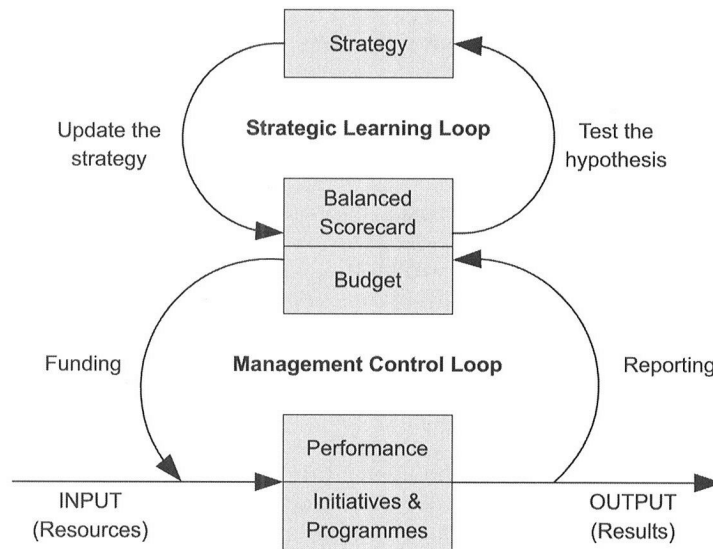 Strategy
Update the
strategy
Strategic Learning Loop
Test the
hypothesis
Balanced
Scorecard
Budget
Funding
Management Control Loop
Reporting
Performance
INPUT
(Resources)
Initiatives &
Programmes
OUTPUT
(Results)